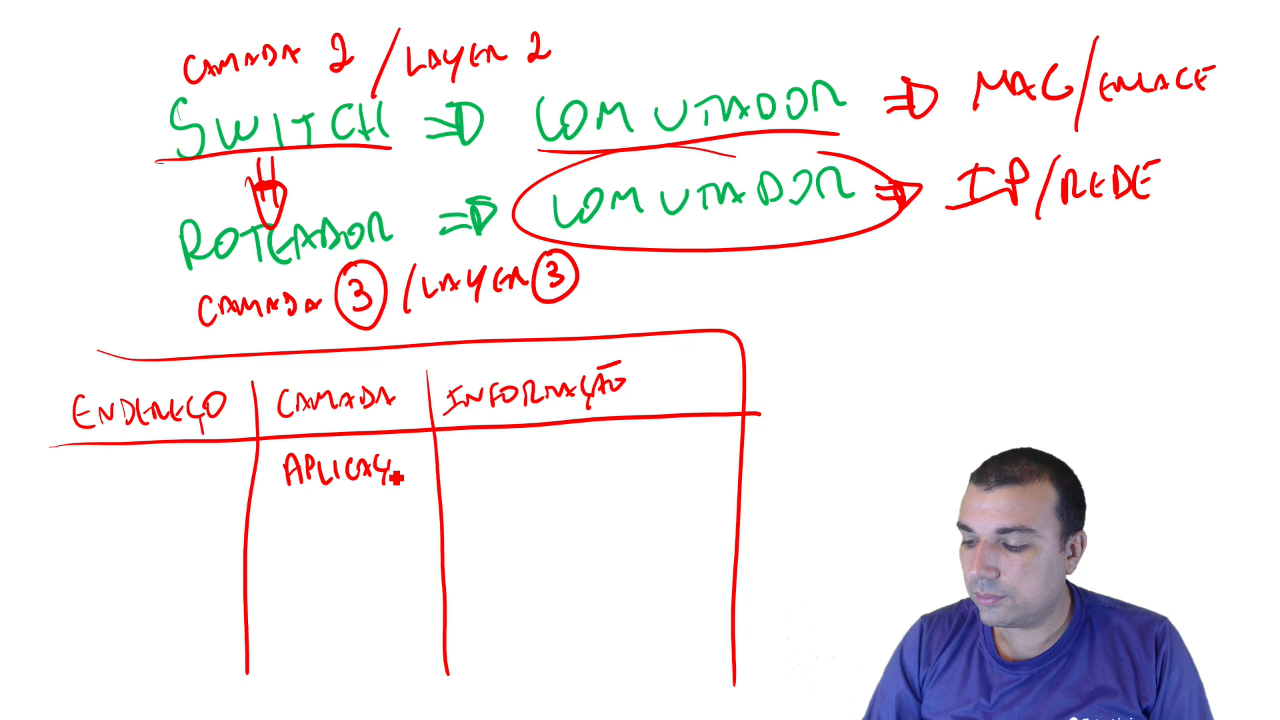 CAMADA 2 / LAYER 2
SWITCH ⇒ COMUTADOR ⇒ MAC/ENLACE
ROTEADOR ⇒ COMUTADOR ⇒ IP/REDE
CAMADA 3 / LAYER 3
ENDEREÇO CAMADA INFORMAÇÃO
APLICAÇ